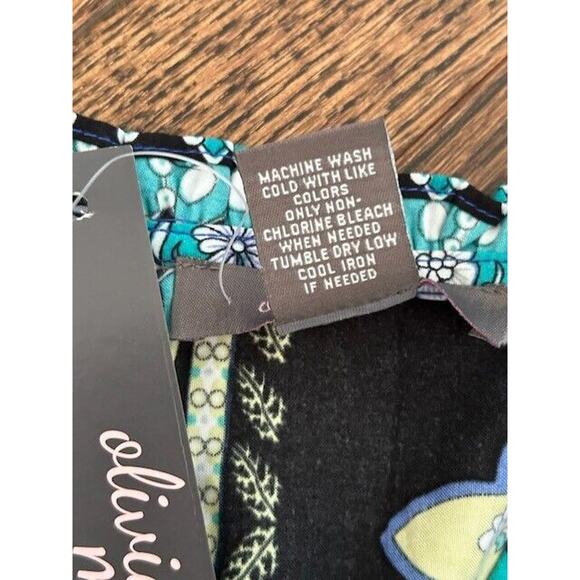 MACHINE WASH
COLD WITH LIKE
COLORS
ONLY NON-
CHLORINE BLEACH
WHEN NEEDED
TUMBLE DRY LOW
COOL IRON
IF NEEDED